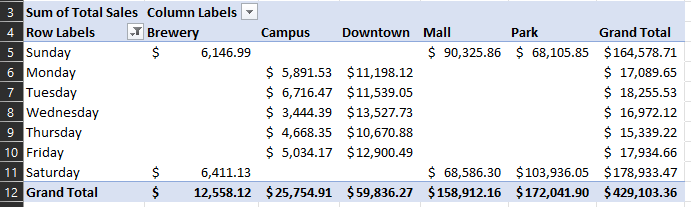 3 Sum of Total Sales Column Labels
4 Row Labels Brewery Campus Downtown Mall Park Grand Total
5 Sunday $ 6,146.99 $ 90,325.86 $ 68,105.85 $164,578.71
6 Monday $ 5,891.53 $11,198.12 $ 17,089.65
7 Tuesday $ 6,716.47 $11,539.05 $ 18,255.53
8 Wednesday $ 3,444.39 $13,527.73 $ 16,972.12
9 Thursday $ 4,668.35 $10,670.88 $ 15,339.22
10 Friday $ 5,034.17 $12,900.49 $ 17,934.66
11 Saturday $ 6,411.13 $ 68,586.30 $103,936.05 $178,933.47
12 Grand Total $ 12,558.12 $25,754.91 $59,836.27 $158,912.16 $172,041.90 $429,103.36